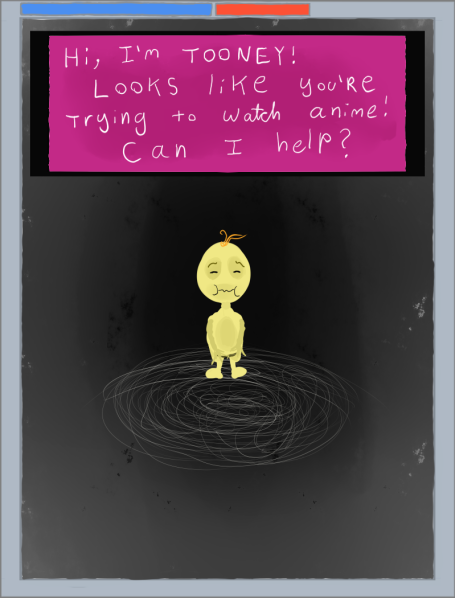 Hi, I'm TOONEY!
LOOKS liKE you'RE
Trying to watch anime!
Can I help?